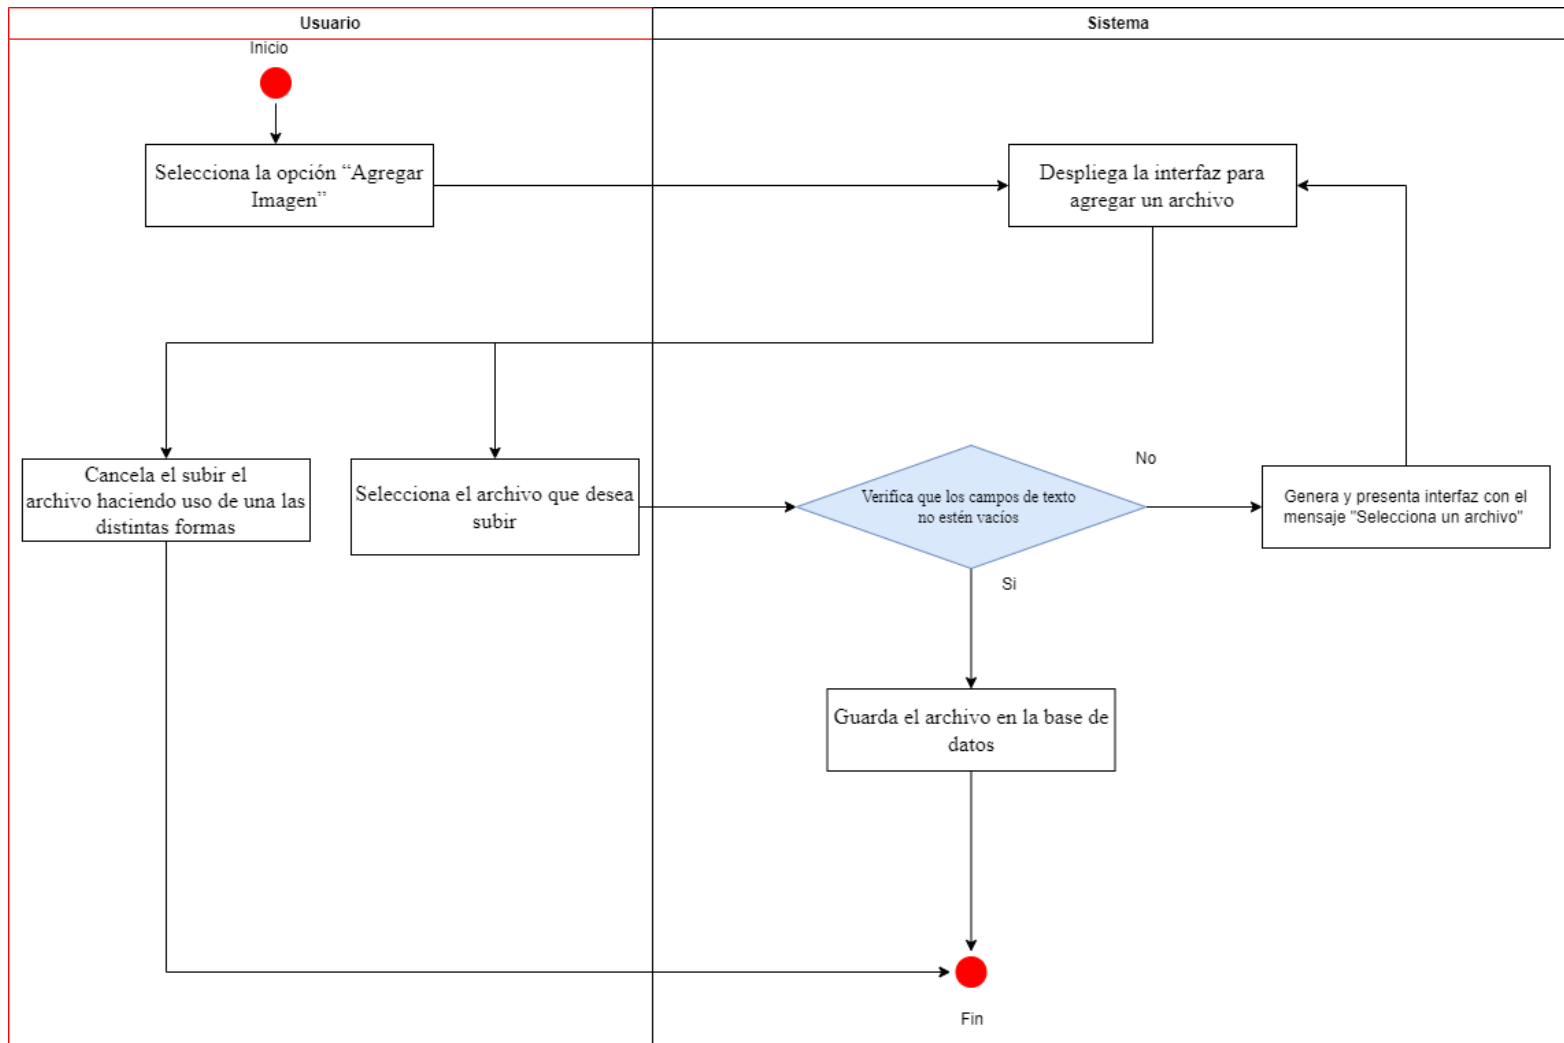 Usuario
Sistema
Inicio
Selecciona la opción “Agregar
Imagen”
Despliega la interfaz para
agregar un archivo
Cancela el subir el
archivo haciendo uso de una las
distintas formas
Selecciona el archivo que desea
subir
Verifica que los campos de texto
no estén vacíos
No
Genera y presenta interfaz con el
mensaje "Selecciona un archivo"
Si
Guarda el archivo en la base de
datos
Fin